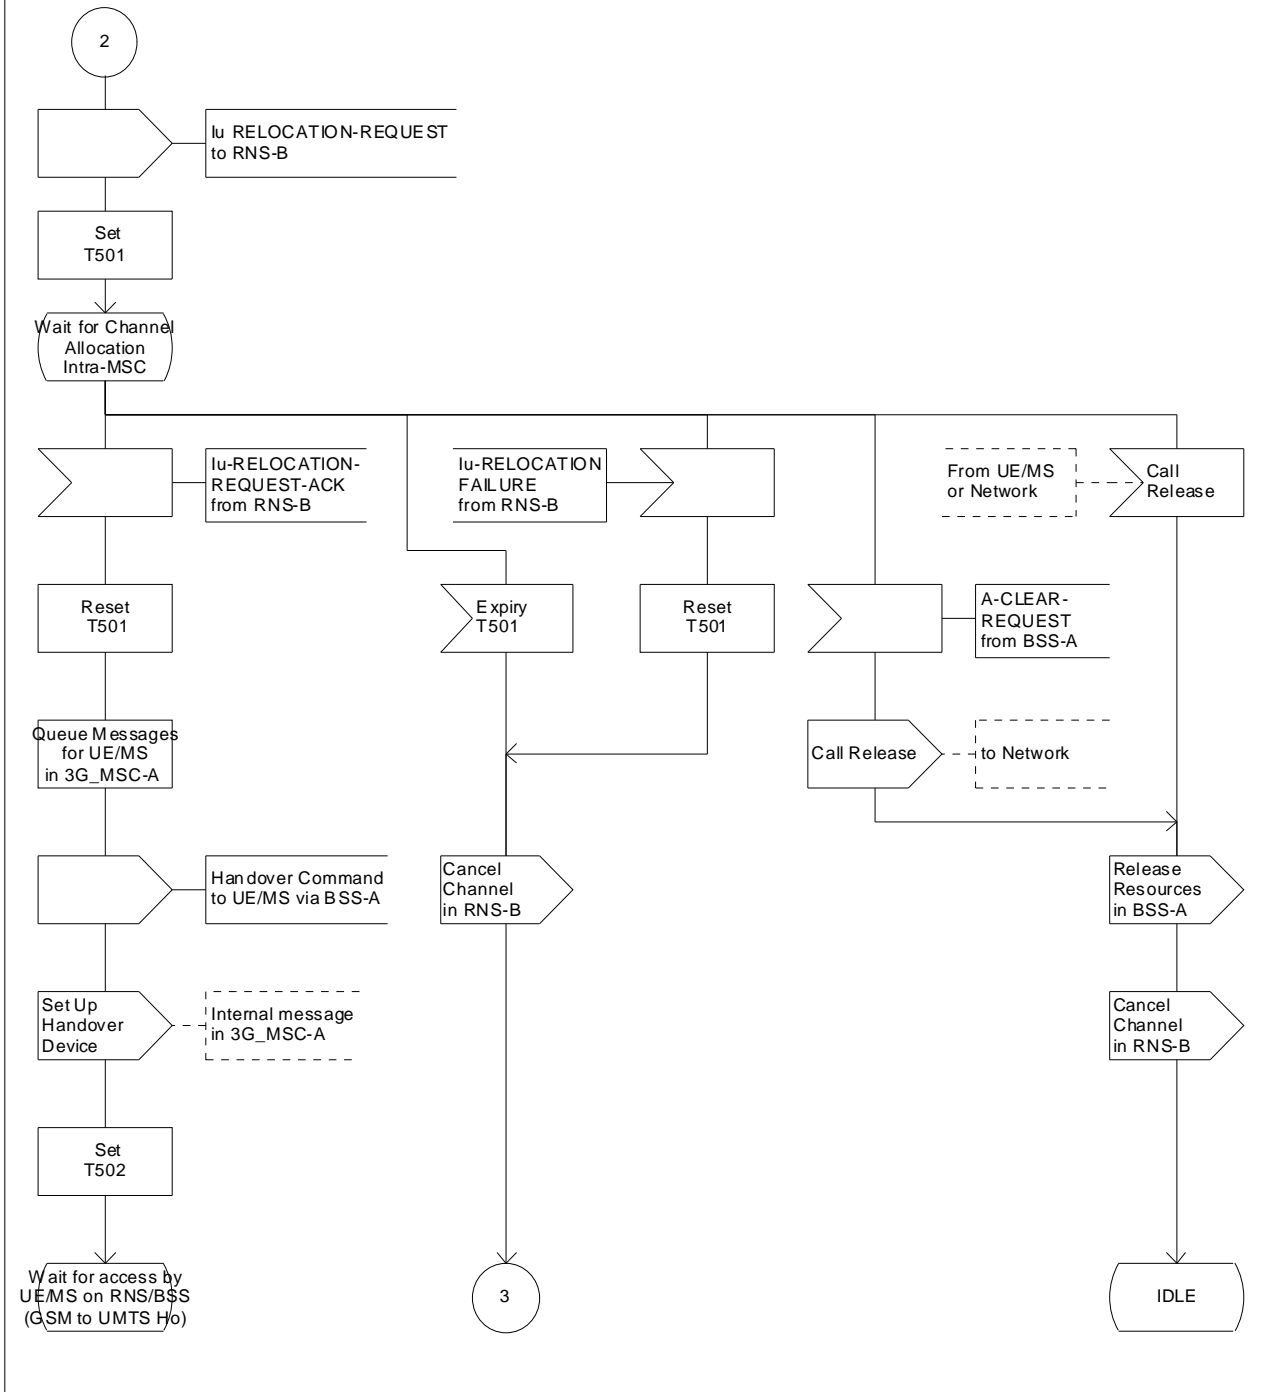 2
Iu RELOCATION-REQUEST
to RNS-B
Set
T501
Wait for Channel
Allocation
Intra-MSC
Iu-RELOCATION-
REQUEST-ACK
from RNS-B
Iu-RELOCATION
FAILURE
from RNS-B
From UE/MS
or Network
Call
Release
Reset
T501
Expiry
T501
Reset
T501
A-CLEAR-
REQUEST
from BSS-A
Queue Messages
for UE/MS
in 3G_MSC-A
Call Release
to Network
Handover Command
to UE/MS via BSS-A
Cancel
Channel
in RNS-B
Release
Resources
in BSS-A
Set Up
Handover
Device
Internal message
in 3G_MSC-A
Cancel
Channel
in RNS-B
Set
T502
Wait for access by
UE/MS on RNS/BSS
(GSM to UMTS Ho)
3
IDLE